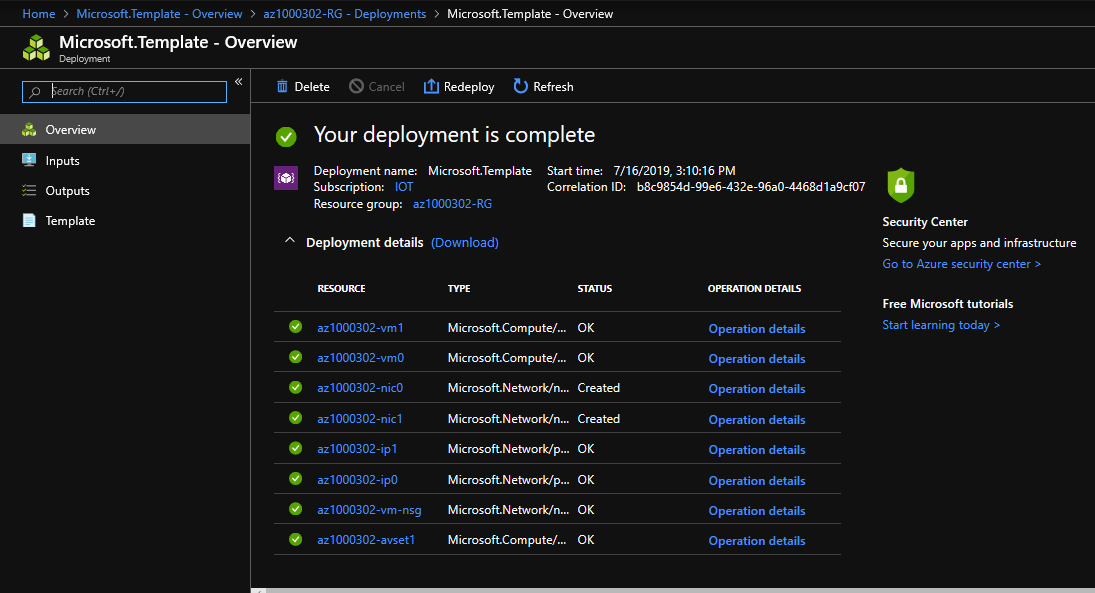 Home > Microsoft.Template - Overview > az1000302-RG - Deployments > Microsoft.Template - Overview
Microsoft.Template - Overview
Deployment
Search (Ctrl+/)
«
Overview
Inputs
Outputs
Template
Delete Cancel Redeploy Refresh
Your deployment is complete
Deployment name: Microsoft.Template Start time: 7/16/2019, 3:10:16 PM
Subscription: IOT Correlation ID: b8c9854d-99e6-432e-96a0-4468d1a9cf07
Resource group: az1000302-RG
Deployment details (Download)
RESOURCE TYPE STATUS OPERATION DETAILS
az1000302-vm1 Microsoft.Compute/... OK Operation details
az1000302-vm0 Microsoft.Compute/... OK Operation details
az1000302-nic0 Microsoft.Network/n... Created Operation details
az1000302-nic1 Microsoft.Network/n... Created Operation details
az1000302-ip1 Microsoft.Network/p... OK Operation details
az1000302-ip0 Microsoft.Network/p... OK Operation details
az1000302-vm-nsg Microsoft.Network/n... OK Operation details
az1000302-avset1 Microsoft.Compute/... OK Operation details
Security Center
Secure your apps and infrastructure
Go to Azure security center >
Free Microsoft tutorials
Start learning today >